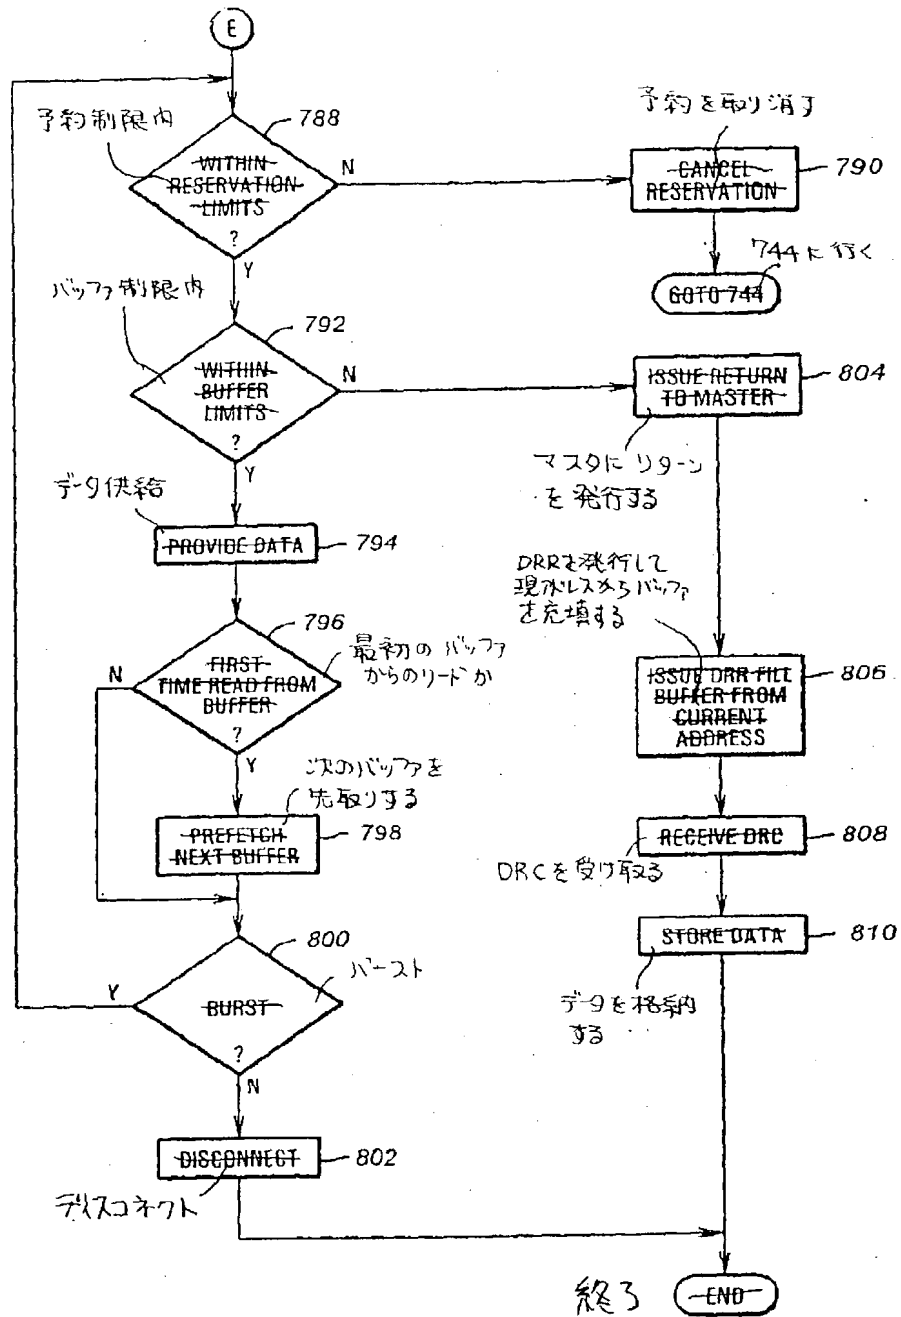 E
予約制限内
788
WITHIN
RESERVATION
LIMITS
?
N
Y
予約を取り消す
CANCEL
RESERVATION
790
744に行く
GOTO 744
バッファ制限内
792
WITHIN
BUFFER
LIMITS
?
N
Y
ISSUE RETURN
TO MASTER
804
マスタに リターン
を発行する
データ供給
PROVIDE DATA
794
DRRを発行して
現アドレスからバッファ
を充填する
796
FIRST
TIME READ FROM
BUFFER
?
N
Y
最初の バッファ
からのリードか
ISSUE DRR FILL
BUFFER FROM
CURRENT
ADDRESS
806
次のバッファを
先取りする
PREFETCH
NEXT BUFFER
798
RECEIVE DRC
808
DRCを受け取る
800
バースト
BURST
?
Y
N
STORE DATA
810
データを格納
する
DISCONNECT
802
ディスコネクト
終了
END